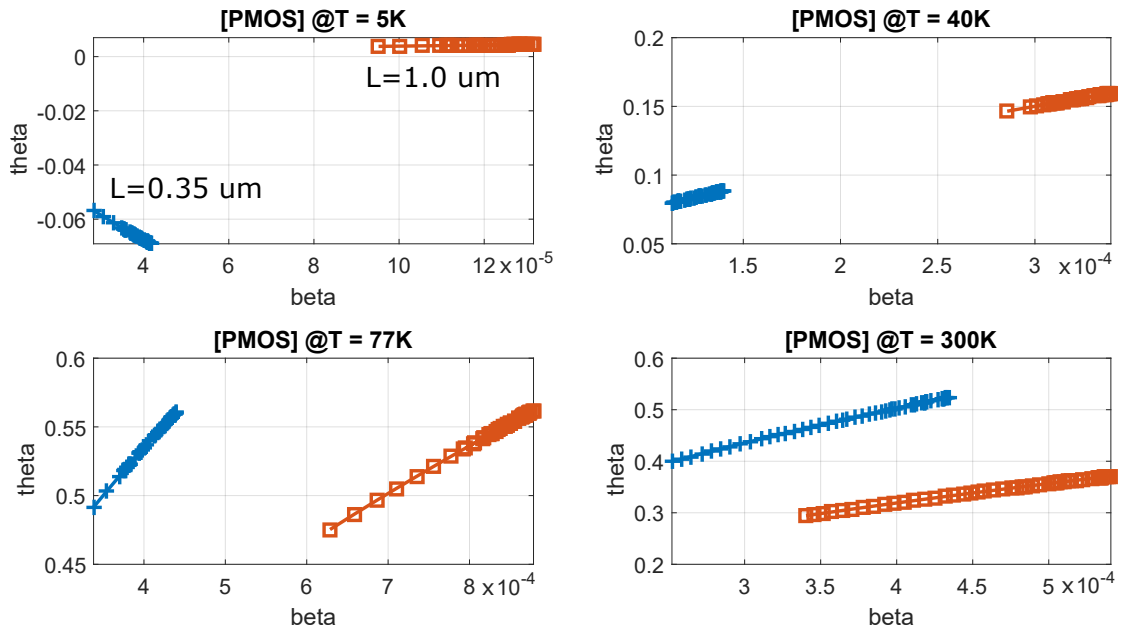 [PMOS] @T = 5K
0
-0.02
-0.04
-0.06
theta
L=1.0 um
L=0.35 um
4
6
8
10
12 ×10⁻⁵
beta
[PMOS] @T = 40K
0.2
0.15
0.1
0.05
theta
1.5
2
2.5
3
×10⁻⁴
beta
[PMOS] @T = 77K
0.6
0.55
0.5
0.45
theta
4
5
6
7
8 ×10⁻⁴
beta
[PMOS] @T = 300K
0.6
0.5
0.4
0.3
0.2
theta
3
3.5
4
4.5
5 ×10⁻⁴
beta